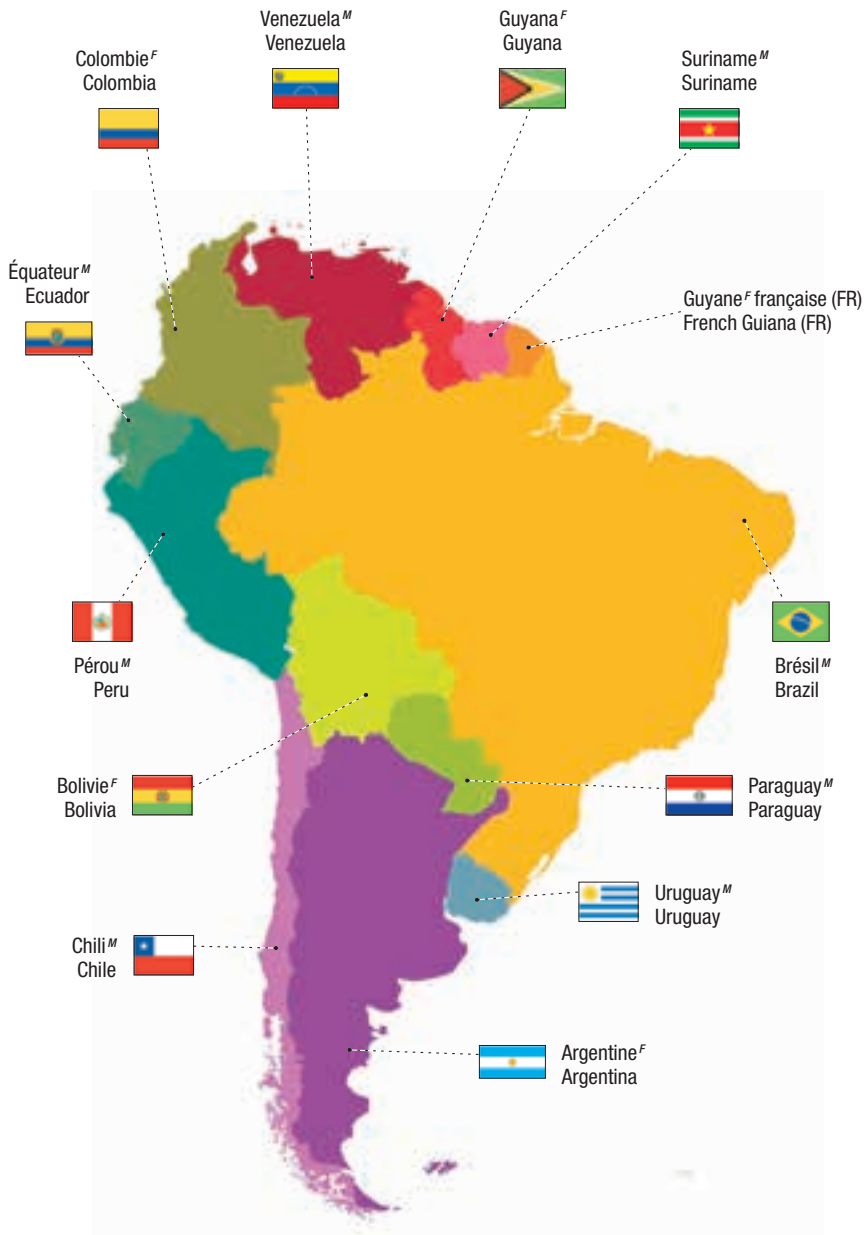 Venezuela M
Venezuela
Guyana F
Guyana
Colombie F
Colombia
Suriname M
Suriname
Équateur M
Ecuador
Guyane F française (FR)
French Guiana (FR)
Pérou M
Peru
Brésil M
Brazil
Bolivie F
Bolivia
Paraguay M
Paraguay
Uruguay M
Uruguay
Chili M
Chile
Argentine F
Argentina